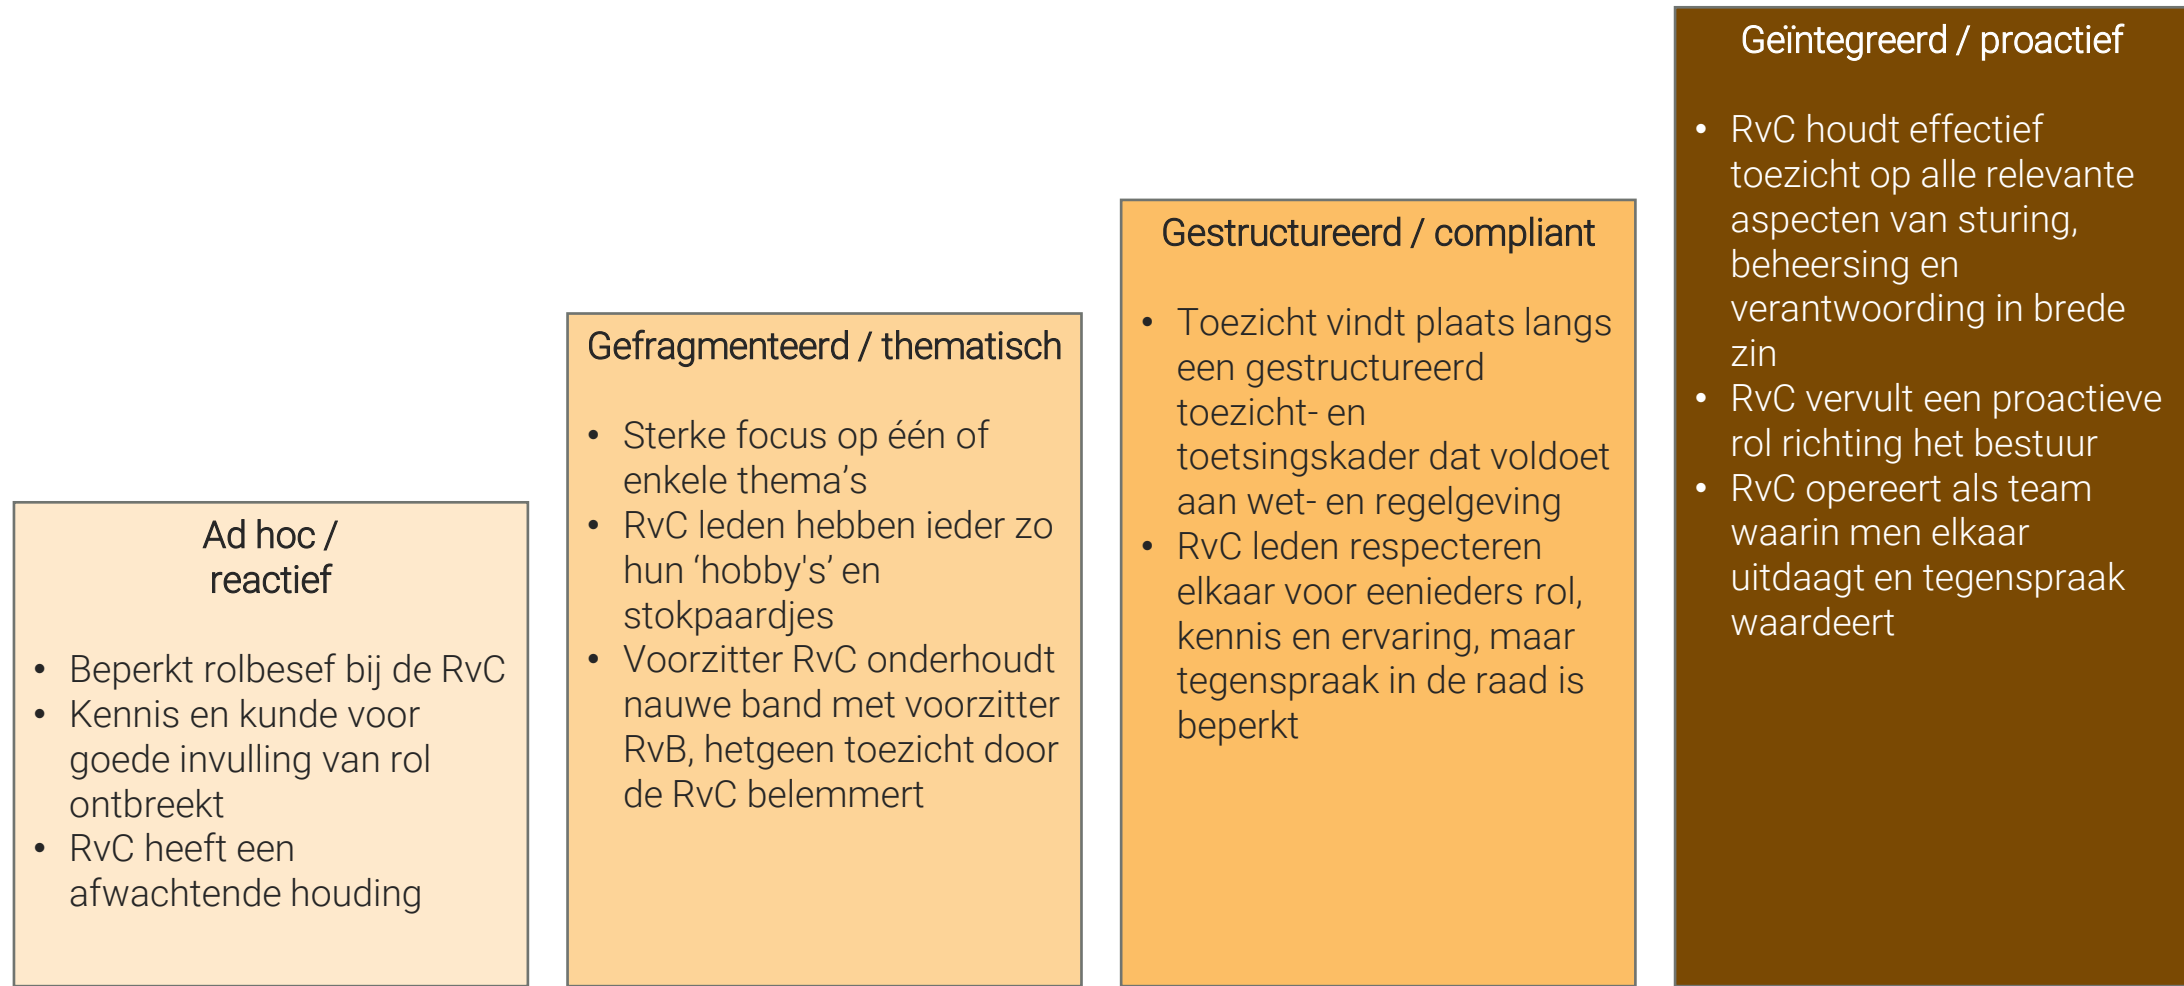 Ad hoc /
reactief
• Beperkt rolbesef bij de RvC
• Kennis en kunde voor
goede invulling van rol
ontbreekt
• RvC heeft een
afwachtende houding
Gefragmenteerd / thematisch
• Sterke focus op één of
enkele thema’s
• RvC leden hebben ieder zo
hun ‘hobby's’ en
stokpaardjes
• Voorzitter RvC onderhoudt
nauwe band met voorzitter
RvB, hetgeen toezicht door
de RvC belemmert
Gestructureerd / compliant
• Toezicht vindt plaats langs
een gestructureerd
toezicht- en
toetsingskader dat voldoet
aan wet- en regelgeving
• RvC leden respecteren
elkaar voor eenieders rol,
kennis en ervaring, maar
tegenspraak in de raad is
beperkt
Geïntegreerd / proactief
• RvC houdt effectief
toezicht op alle relevante
aspecten van sturing,
beheersing en
verantwoording in brede
zin
• RvC vervult een proactieve
rol richting het bestuur
• RvC opereert als team
waarin men elkaar
uitdaagt en tegenspraak
waardeert